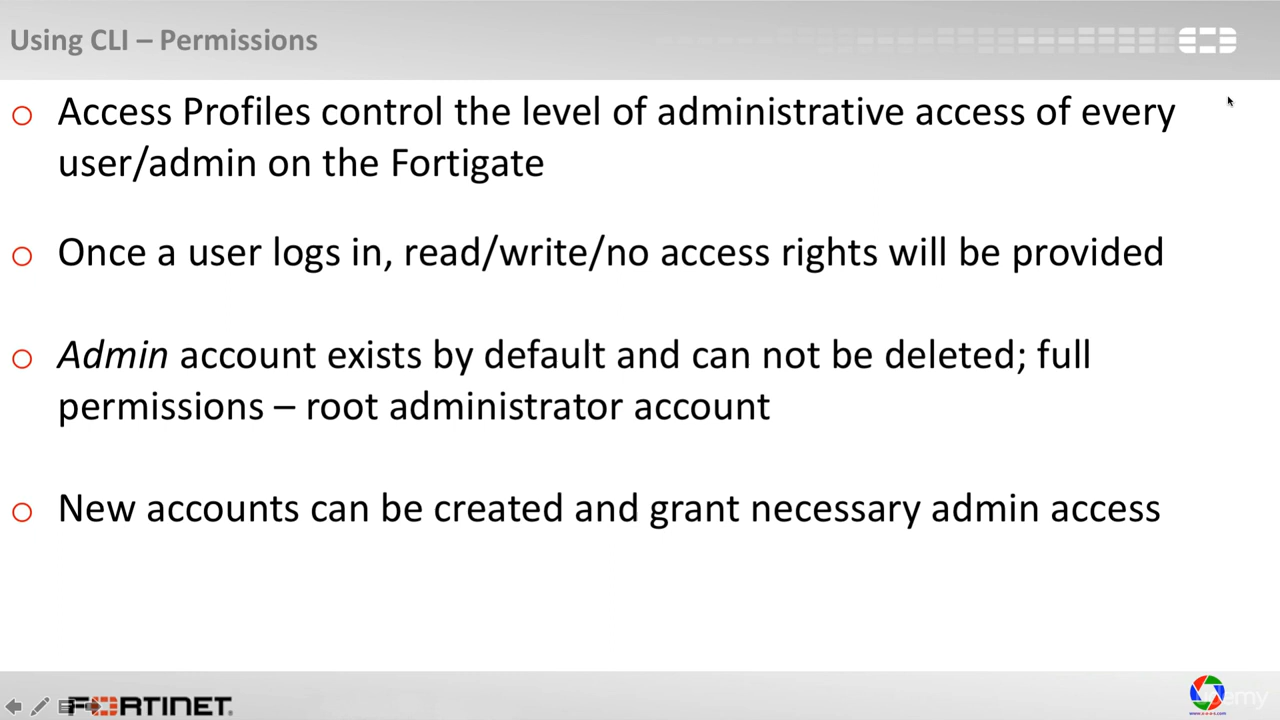 Using CLI – Permissions
Access Profiles control the level of administrative access of every
user/admin on the Fortigate
Once a user logs in, read/write/no access rights will be provided
Admin account exists by default and can not be deleted; full
permissions – root administrator account
New accounts can be created and grant necessary admin access
FORTINET